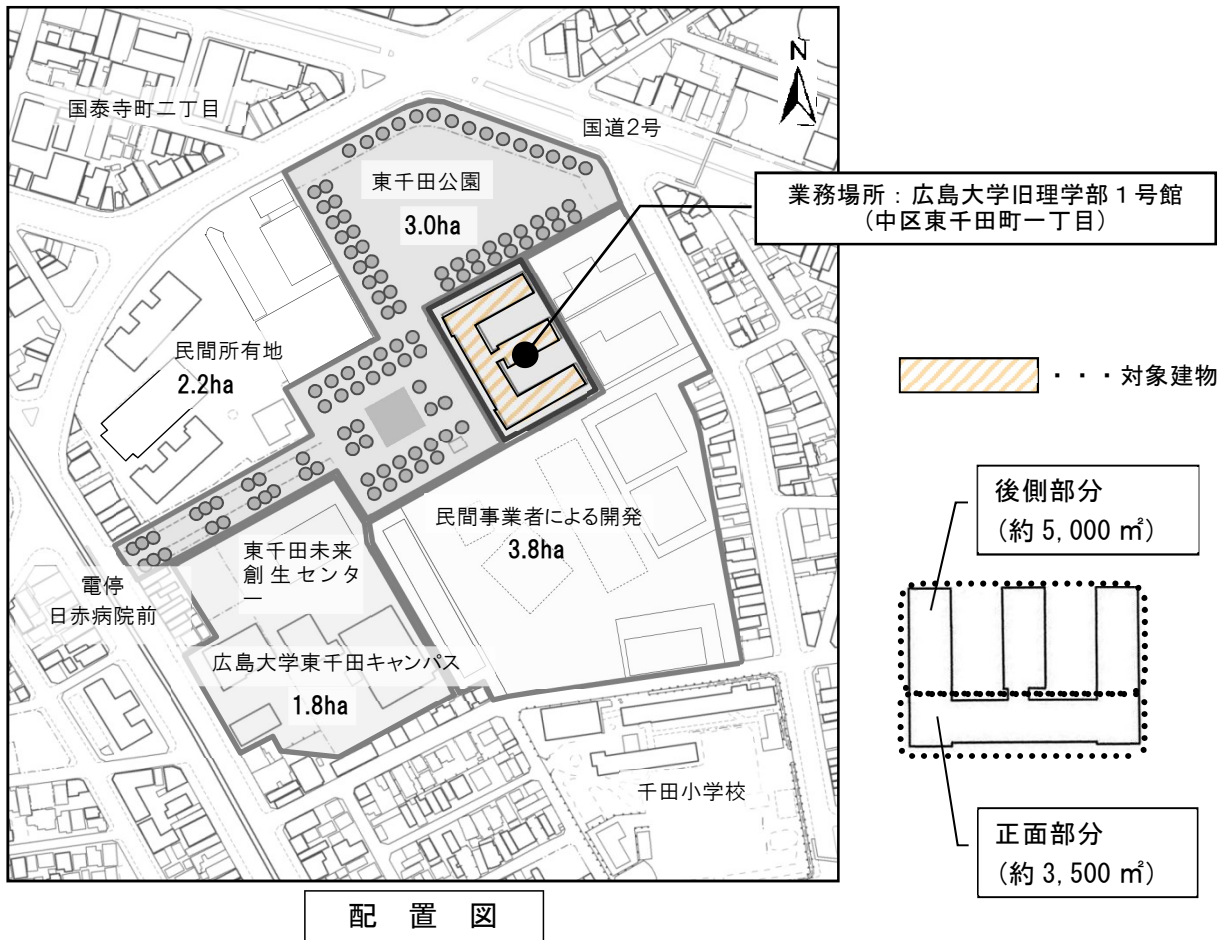 N
国泰寺町二丁目
国道2号
東千田公園
3.0ha
業務場所：広島大学旧理学部１号館
（中区東千田町一丁目）
民間所有地
2.2ha
・・・対象建物
後側部分
（約 5,000 ㎡）
民間事業者による開発
3.8ha
東千田未来
創生センタ
ー
電停
日赤病院前
広島大学東千田キャンパス
1.8ha
千田小学校
正面部分
（約 3,500 ㎡）
配 置 図